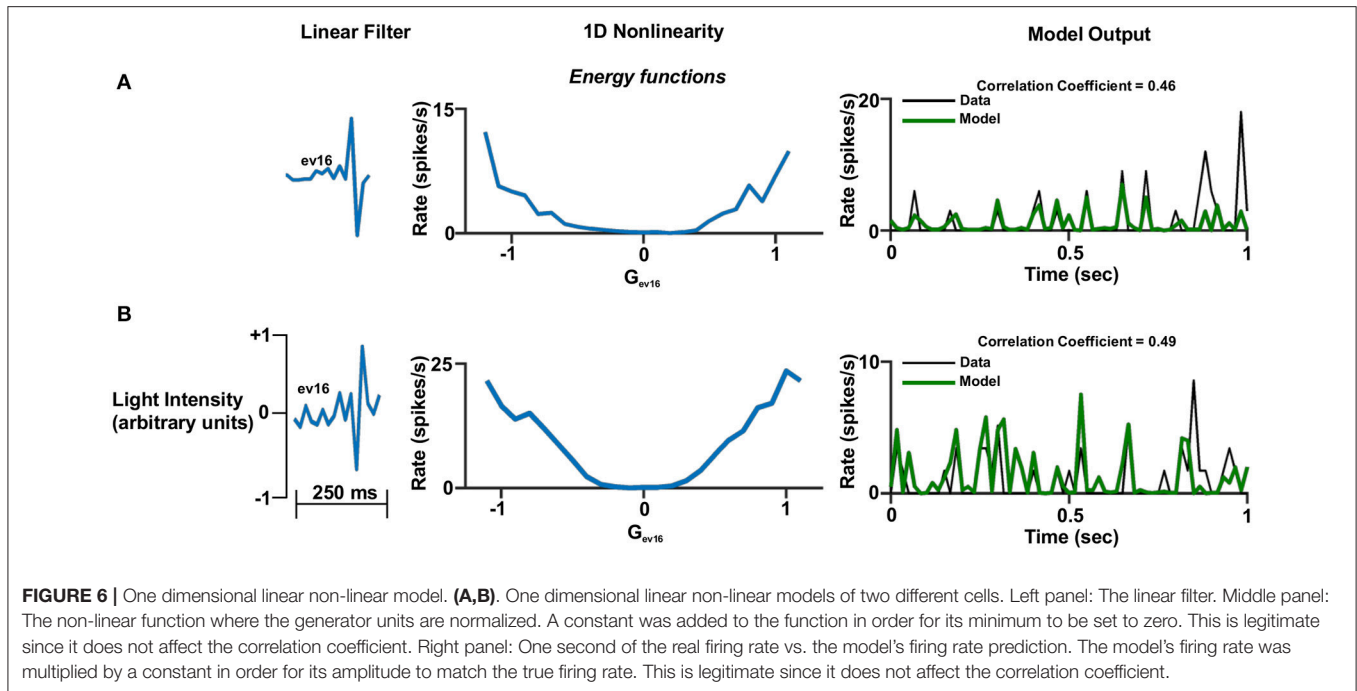 Linear Filter
1D Nonlinearity
Model Output
A
Energy functions
Correlation Coefficient = 0.46
ev16
Rate (spikes/s)
15
0
-1
0
1
Gev16
Rate (spikes/s)
20
0
Data
Model
0
0.5
1
Time (sec)
B
Correlation Coefficient = 0.49
Light Intensity
(arbitrary units)
+1
0
-1
ev16
250 ms
Rate (spikes/s)
25
0
-1
0
1
Gev16
Rate (spikes/s)
10
0
Data
Model
0
0.5
1
Time (sec)
FIGURE 6 | One dimensional linear non-linear model. (A,B). One dimensional linear non-linear models of two different cells. Left panel: The linear filter. Middle panel:
The non-linear function where the generator units are normalized. A constant was added to the function in order for its minimum to be set to zero. This is legitimate
since it does not affect the correlation coefficient. Right panel: One second of the real firing rate vs. the model's firing rate prediction. The model's firing rate was
multiplied by a constant in order for its amplitude to match the true firing rate. This is legitimate since it does not affect the correlation coefficient.